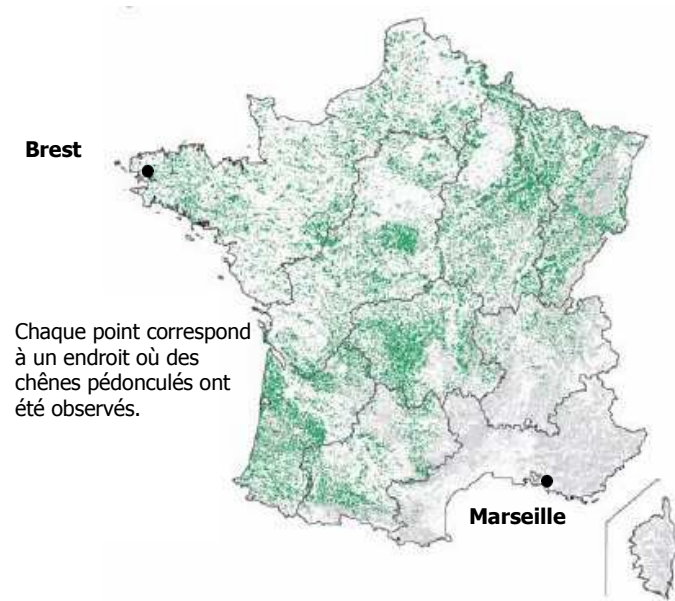 Brest
Chaque point correspond
à un endroit où des
chênes pédonculés ont
été observés.
Marseille